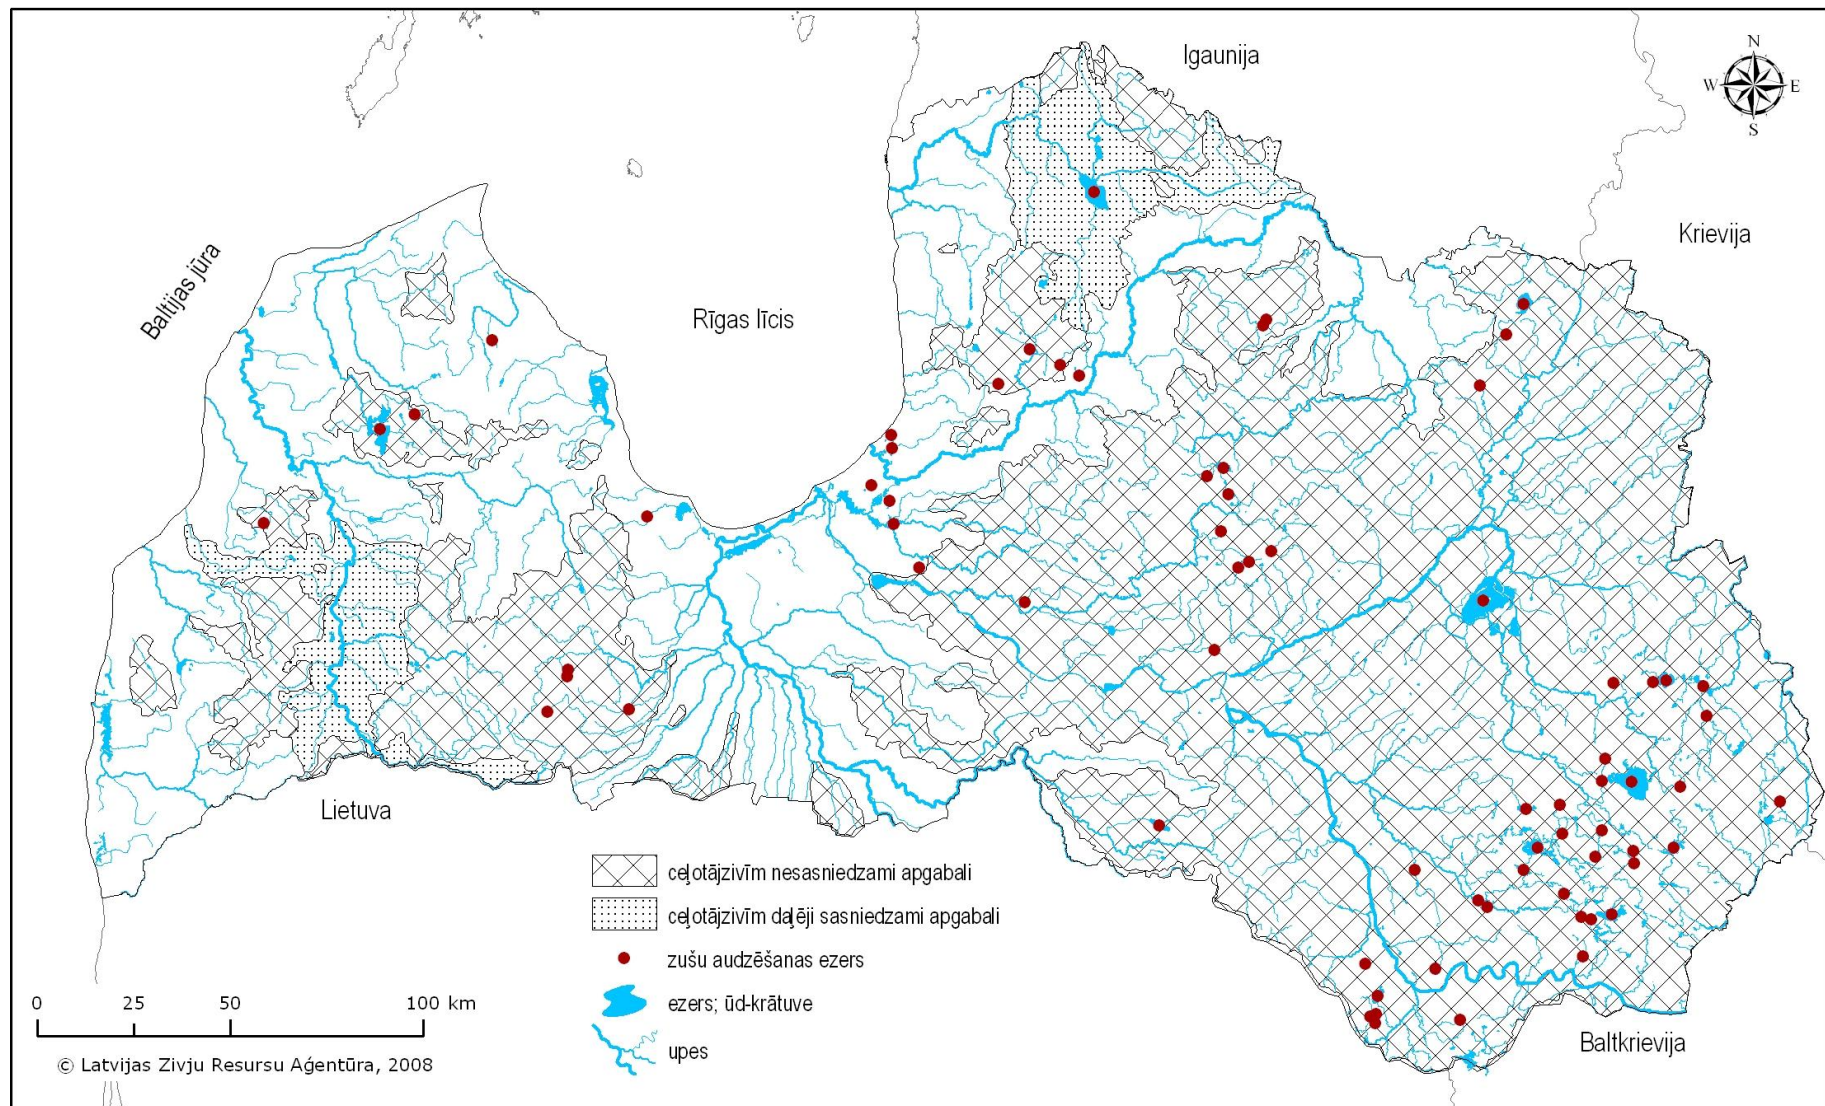 Igaunija
N
W
E
S
Krievija
Baltijas jūra
Rīgas līcis
Lietuva
ceļotājzivīm nesasniedzami apgabali
ceļotājzivīm daļēji sasniedzami apgabali
zušu audzēšanas ezers
ezers; ūd-krātuve
upes
0 25 50 100 km
© Latvijas Zivju Resursu Aģentūra, 2008
Baltkrievija